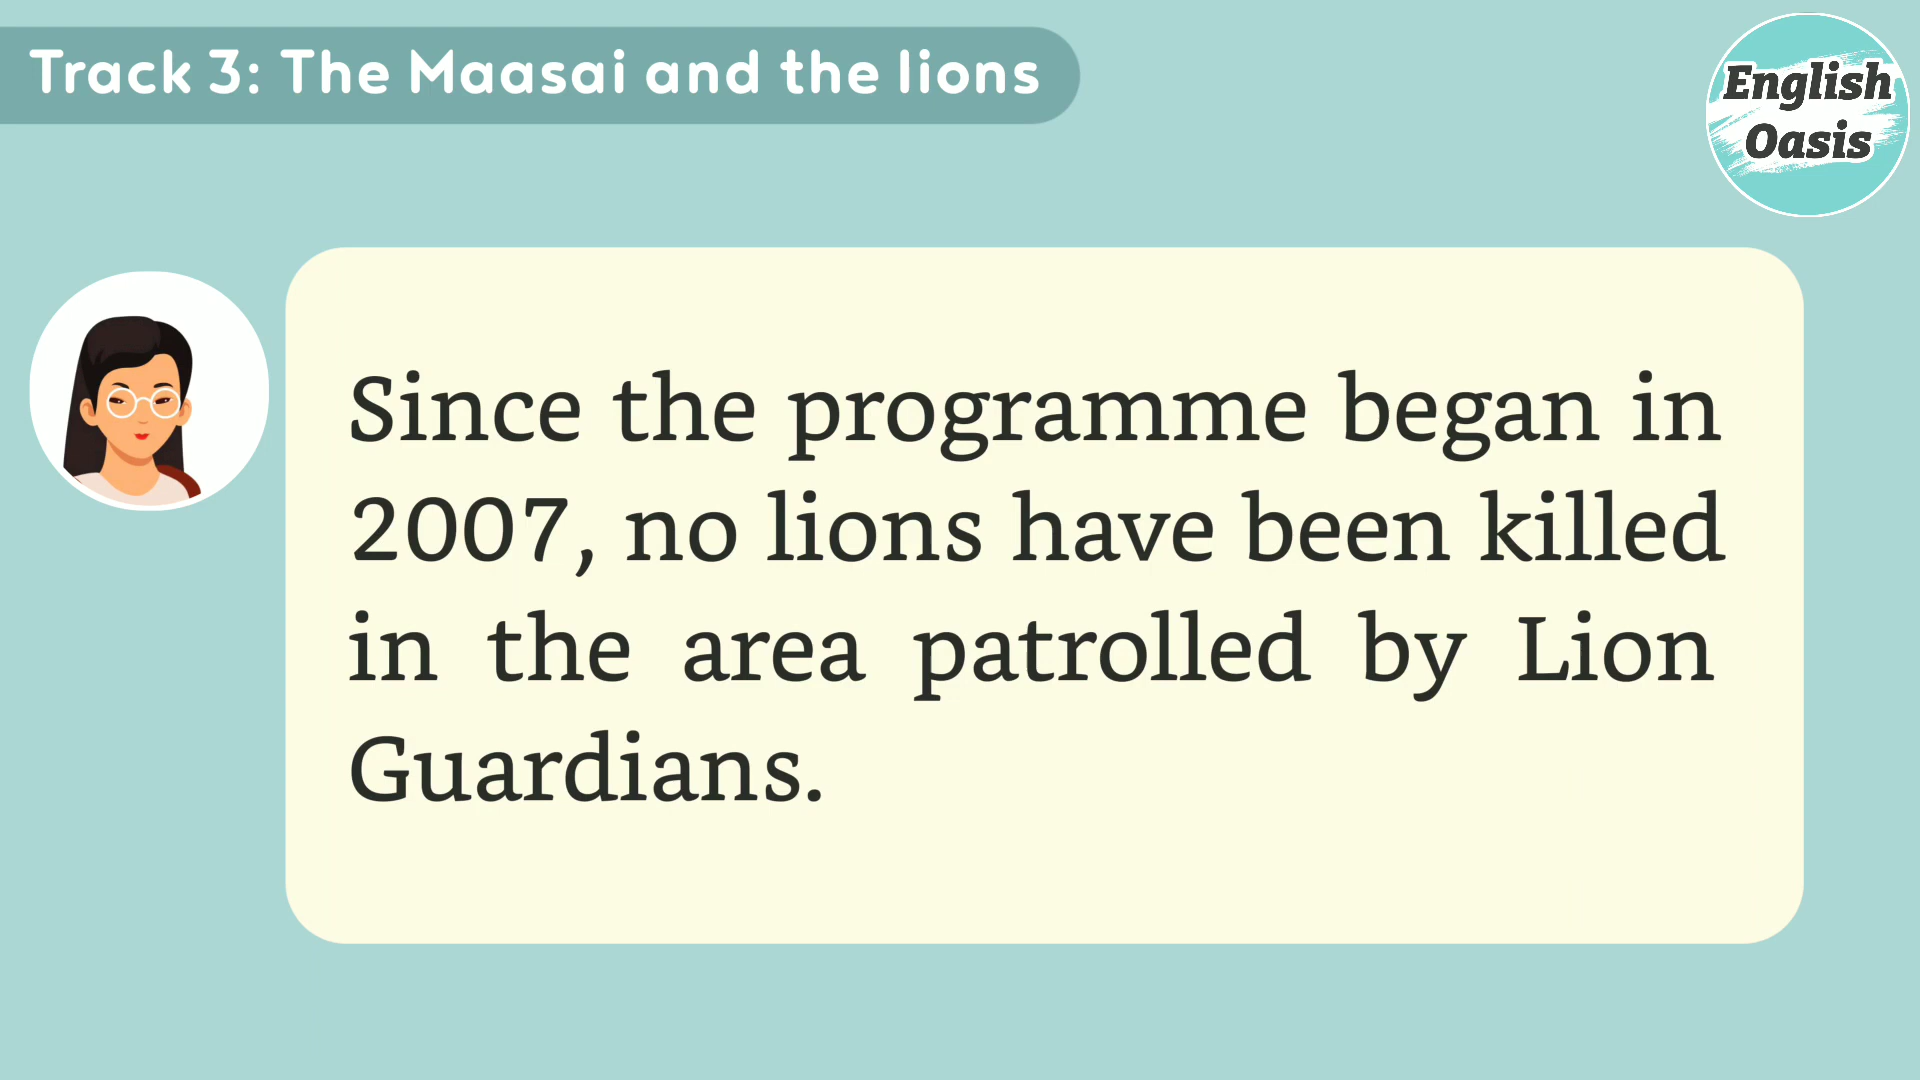 Track 3: The Maasai and the lions
English
Oasis
Since the programme began in
2007, no lions have been killed
in the area patrolled by Lion
Guardians.